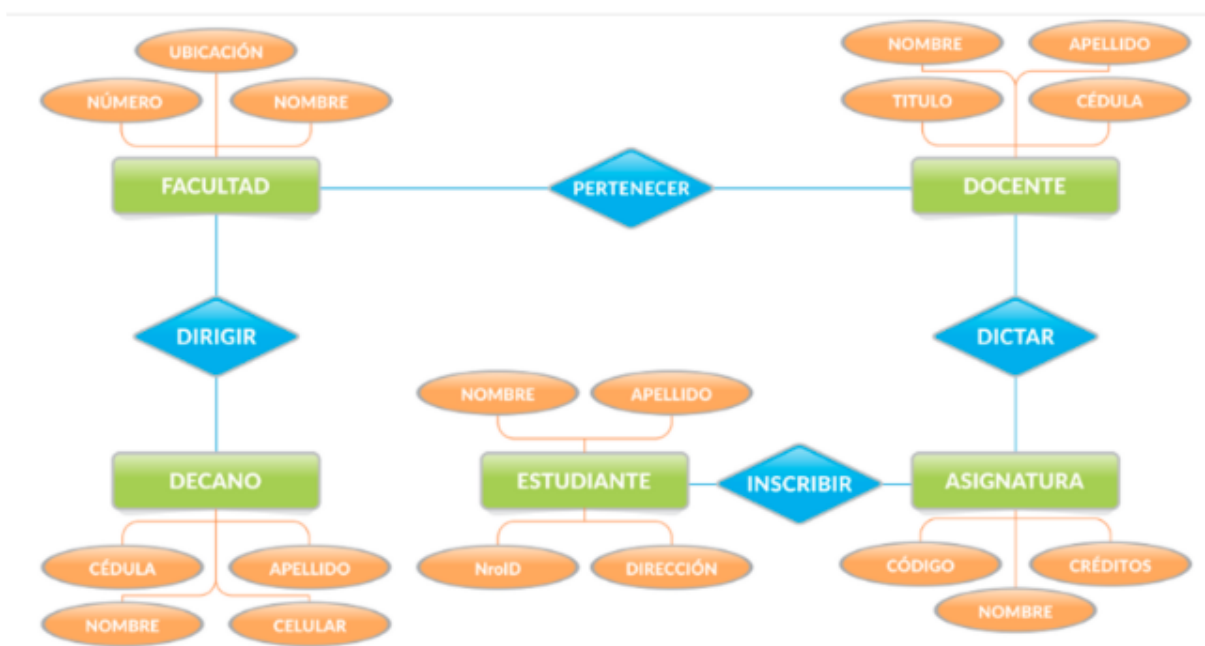 UBICACIÓN
NÚMERO NOMBRE
NOMBRE APELLIDO
TITULO CÉDULA
FACULTAD PERTENECER DOCENTE
DIRIGIR DICTAR
NOMBRE APELLIDO
DECANO ESTUDIANTE INSCRIBIR ASIGNATURA
CÉDULA APELLIDO
NOMBRE CELULAR
NroID DIRECCIÓN
CÓDIGO CRÉDITOS
NOMBRE